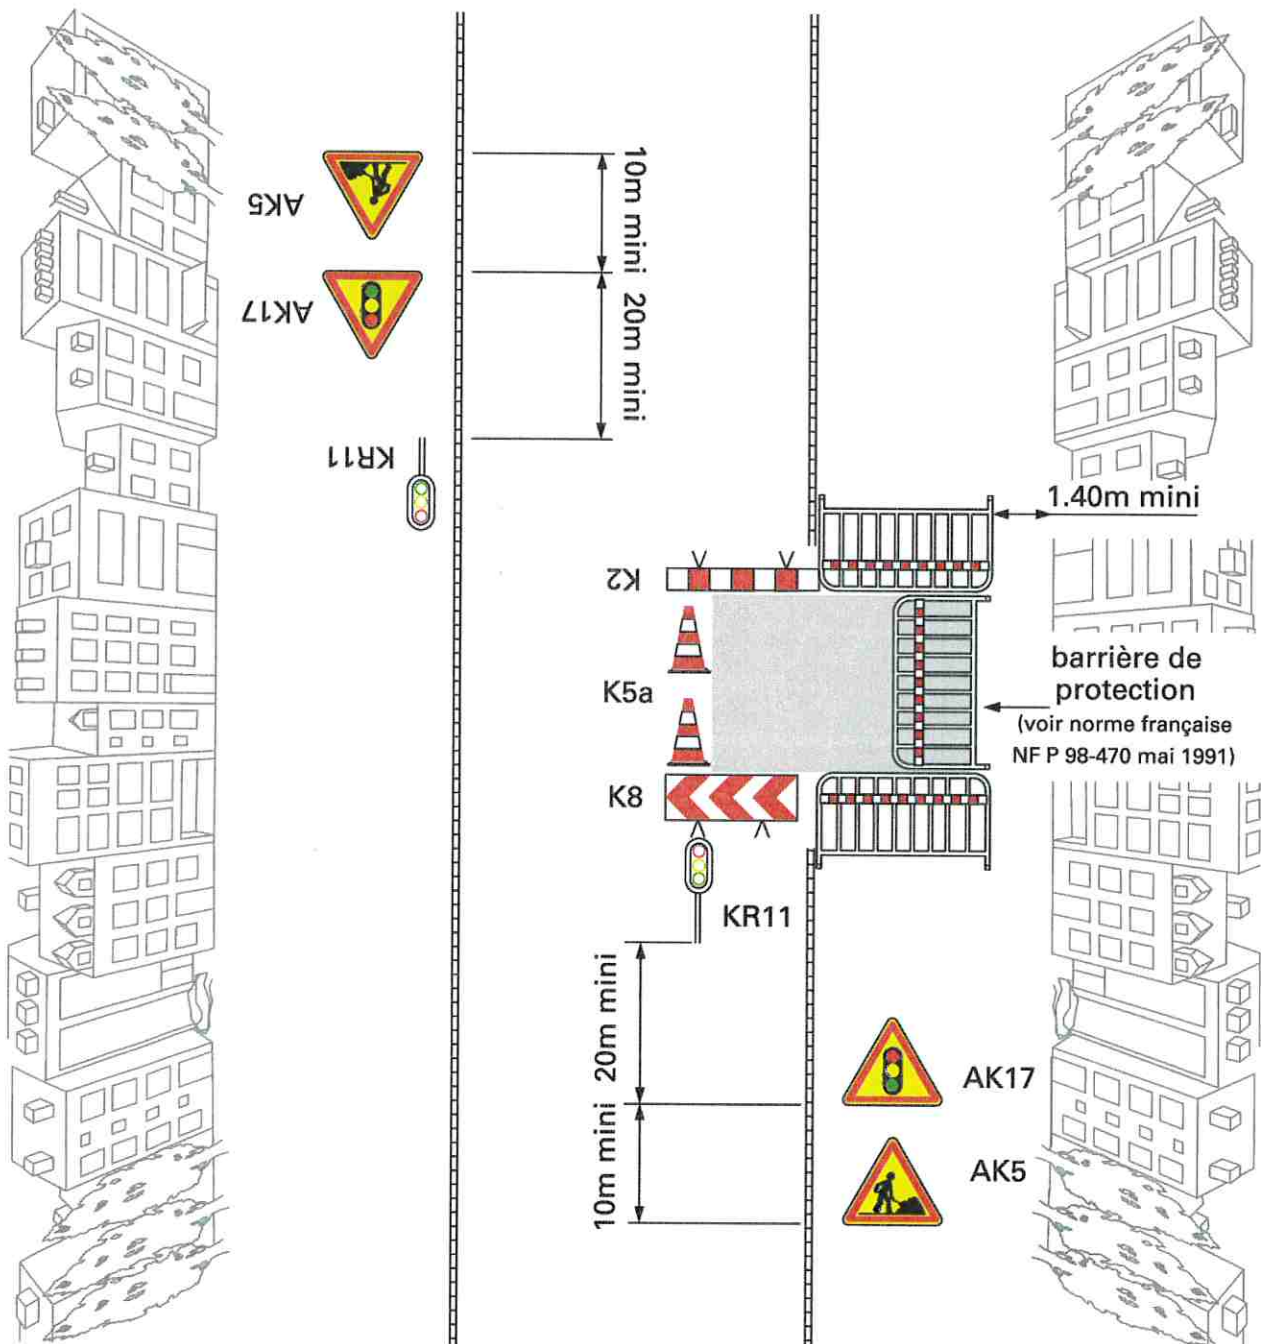 AK5
10m mini
AK17
20m mini
KR11
1.40m mini
K2
K5a
barrière de
protection
(voir norme française
NF P 98-470 mai 1991)
K8
KR11
20m mini
AK17
10m mini
AK5